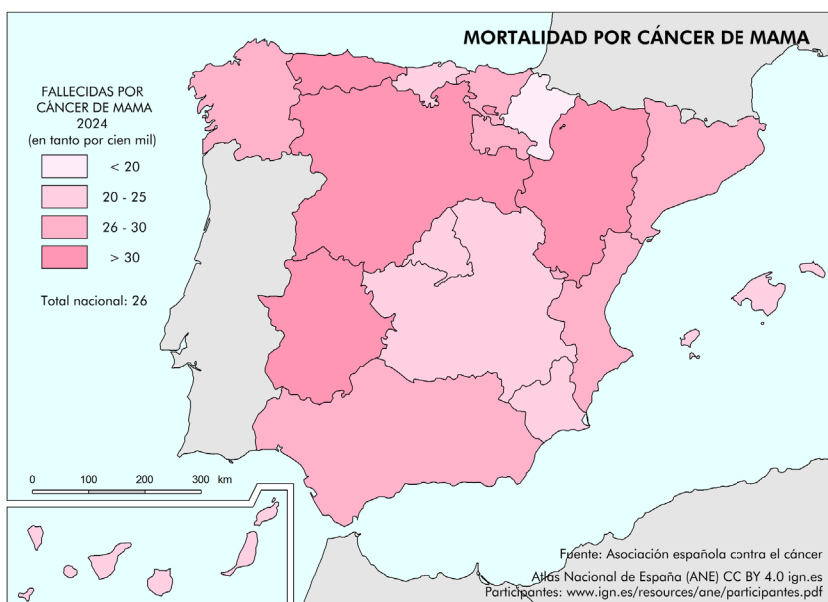 MORTALIDAD POR CÁNCER DE MAMA
FALLECIDAS POR
CÁNCER DE MAMA
2024
(en tanto por cien mil)
< 20
20 - 25
26 - 30
> 30
Total nacional: 26
0 100 200 300 km
Fuente: Asociación española contra el cáncer
Atlas Nacional de España (ANE) CC BY 4.0 ign.es
Participantes: www.ign.es/resources/ane/participantes.pdf